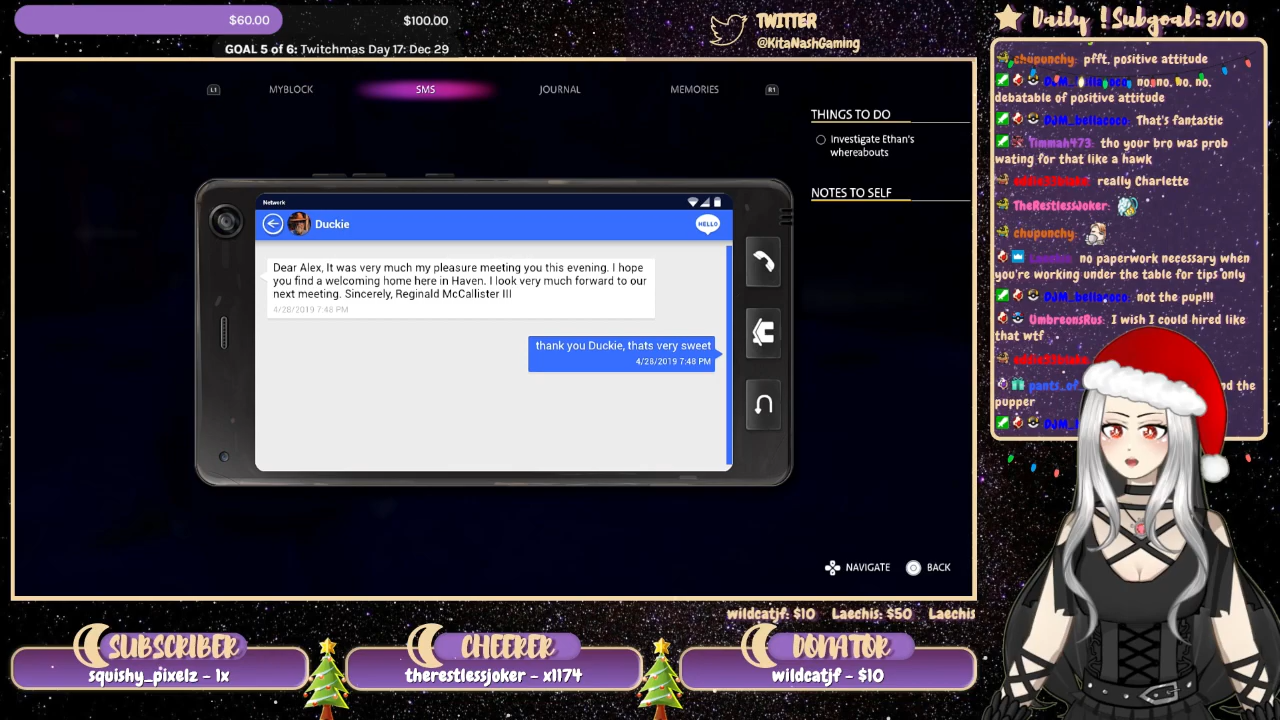 $60.00
$100.00
GOAL 5 of 6: Twitchmas Day 17: Dec 29
TWITTER
@KitaNashGaming
Daily !Subgoal: 3/10
L1
MYBLOCK
SMS
JOURNAL
MEMORIES
R1
THINGS TO DO
Investigate Ethan's
whereabouts
NOTES TO SELF
Network
Duckie
HELLO
Dear Alex, It was very much my pleasure meeting you this evening. I hope
you find a welcoming home here in Haven. I look very much forward to our
next meeting. Sincerely, Reginald McCallister III
4/28/2019 7:48 PM
thank you Duckie, thats very sweet
4/28/2019 7:48 PM
NAVIGATE
BACK
chupunchy: pfft, positive attitude
DJM_bellacoco: no, no, no,
debatable of positive attitude
DJM_bellacoco: That's fantastic
Timmah473: tho your bro was prob
wating for that like a hawk
really Charlette
TheRestlessJoker:
chupunchy:
no paperwork necessary when
you're working under the table for tips only
DJM_bellacoco: not the pup!!!
UmbreonsRus: I wish I could hired like
that wtf
pants_of
nd the
pupper
wildcatjf: $10
Laechis: $50
Laechis
SUBSCRIBER
squishy_pixelz - 1x
CHEERER
therestlessjoker - x1174
DONATOR
wildcatjf - $10